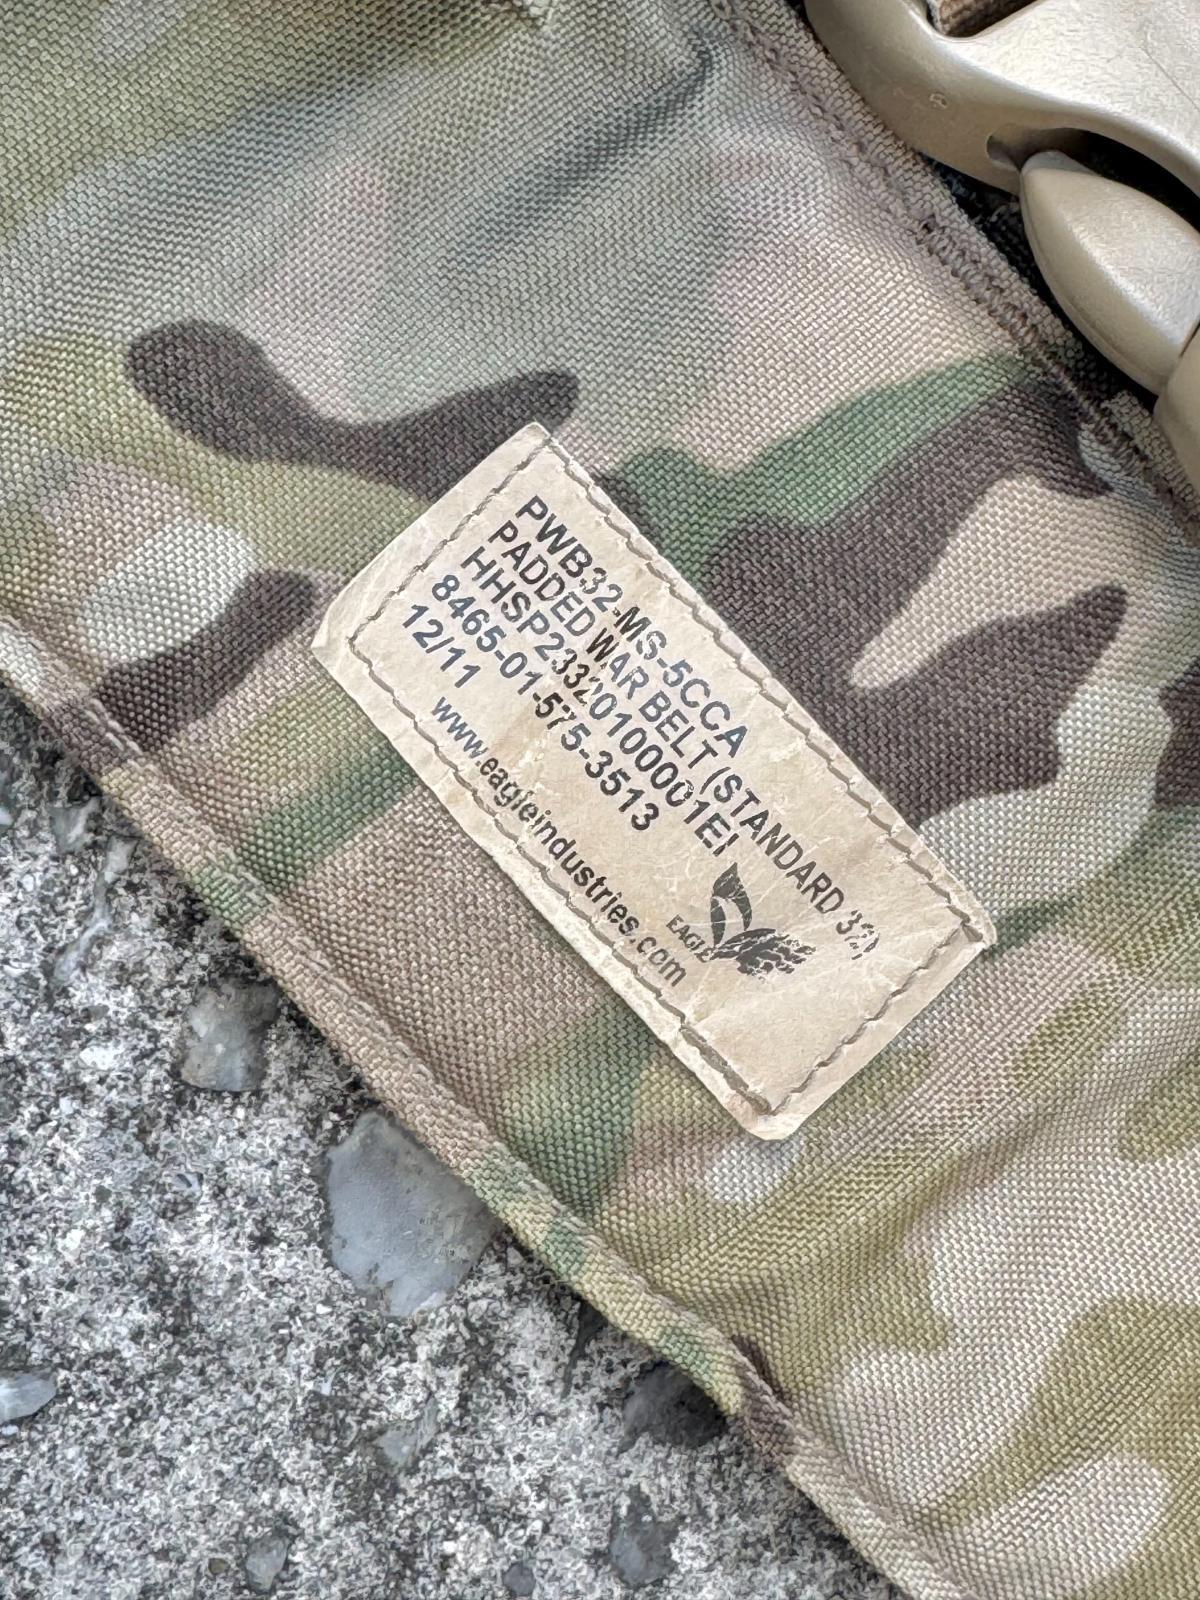 PWB32-MS-5CCA
PADDED WAR BELT (STANDARD 32)
HHSP23320100001EI
8465-01-575-3513
12/11
www.eagleindustries.com
EAGLE